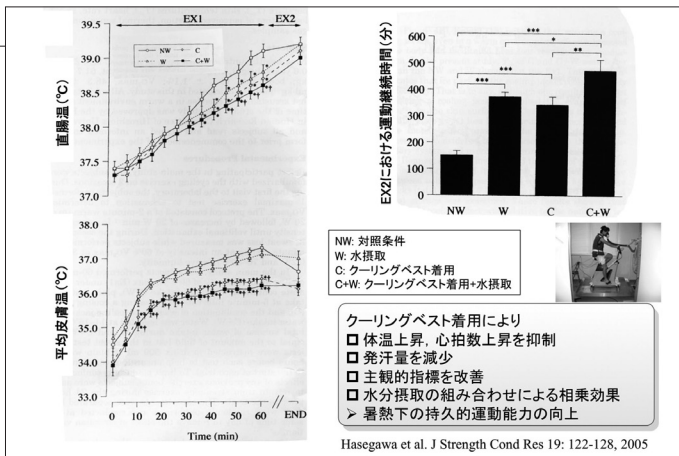 EX1
EX2
NW
C
W
C+W
39.5
39.0
38.5
38.0
37.5
37.0
直腸温(℃)
37.0
36.0
35.0
34.0
33.0
平均皮膚温(℃)
0
10
20
30
40
50
60
END
Time (min)
EX2における運動継続時間(分)
600
500
400
300
200
100
0
***
*
***
**
***
NW
W
C
C+W
NW: 対照条件
W: 水摂取
C: クーリングベスト着用
C+W: クーリングベスト着用+水摂取
クーリングベスト着用により
体温上昇，心拍数上昇を抑制
発汗量を減少
主観的指標を改善
水分摂取の組み合わせによる相乗効果
暑熱下の持久的運動能力の向上
Hasegawa et al. J Strength Cond Res 19: 122-128, 2005